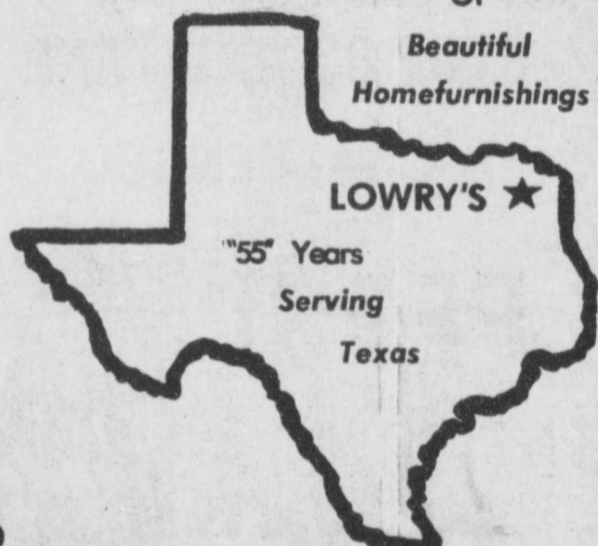 Beautiful
Homefurnishings
LOWRY'S ★
"55" Years
Serving
Texas